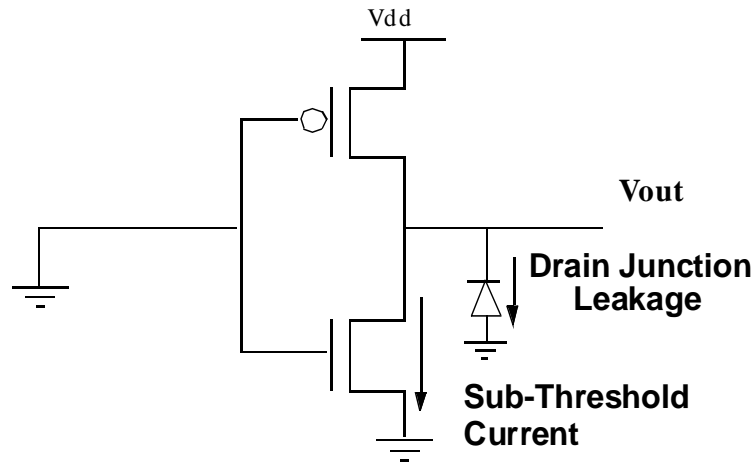 Vdd
Vout
Drain Junction
Leakage
Sub-Threshold
Current